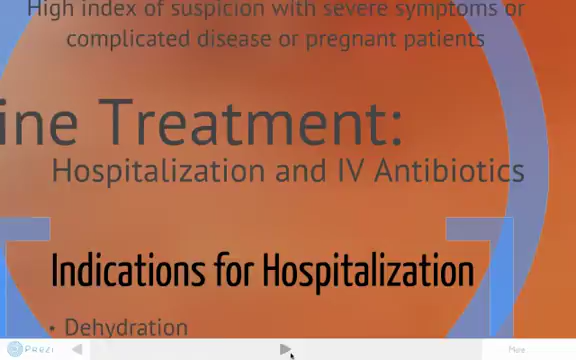 High index of suspicion with severe symptoms or
complicated disease or pregnant patients
ine Treatment:
Hospitalization and IV Antibiotics
Indications for Hospitalization
• Dehydration
Prezi
More